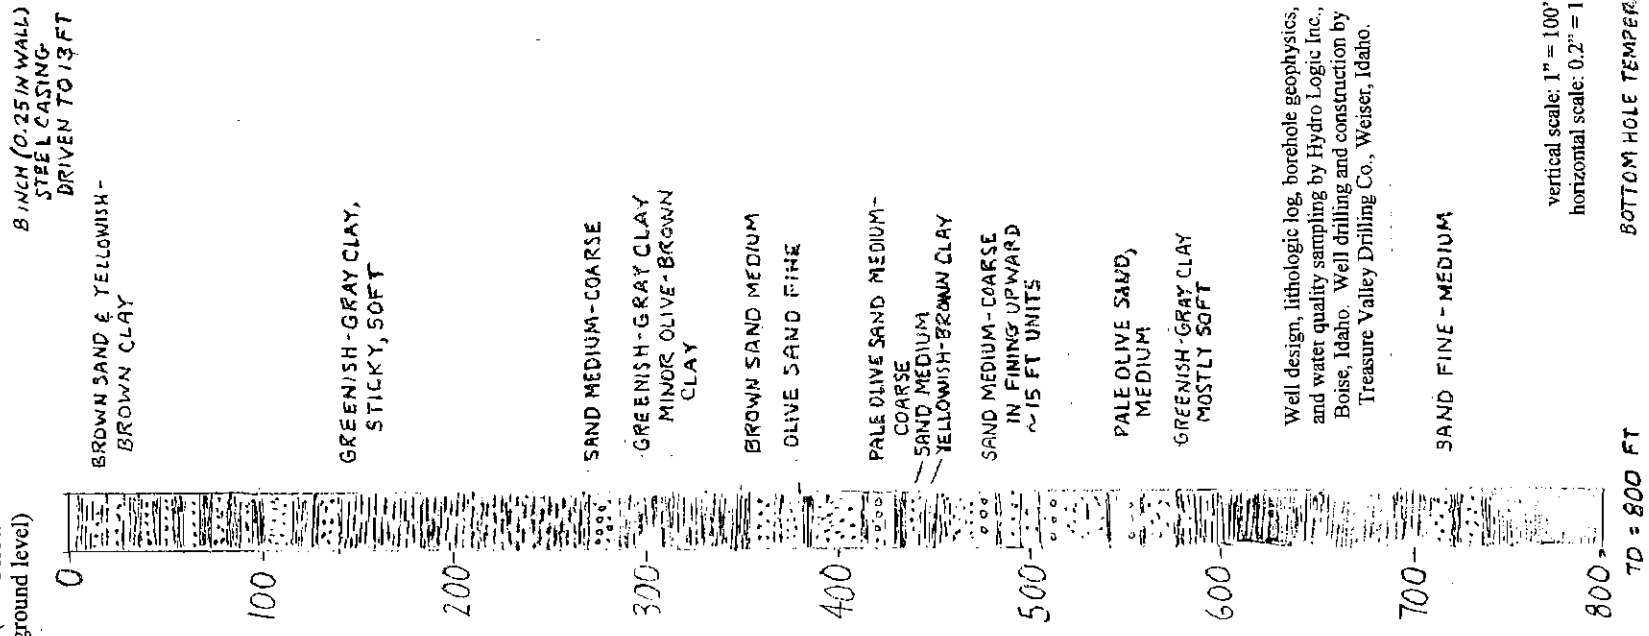 ground level)
0
100
200
300
400
500
600
700
800
TD = 800 FT
8 INCH (0.25 IN WALL)
STEEL CASING
DRIVEN TO 13 FT
BROWN SAND & YELLOWISH-
BROWN CLAY
GREENISH-GRAY CLAY,
STICKY, SOFT
SAND MEDIUM-COARSE
GREENISH-GRAY CLAY
MINOR OLIVE-BROWN
CLAY
BROWN SAND MEDIUM
OLIVE SAND FINE
PALE OLIVE SAND MEDIUM-
COARSE
SAND MEDIUM
YELLOWISH-BROWN CLAY
SAND MEDIUM-COARSE
IN FINING UPWARD
~15 FT UNITS
PALE OLIVE SAND,
MEDIUM
GREENISH-GRAY CLAY
MOSTLY SOFT
Well design, lithologic log, borehole geophysics,
and water quality sampling by Hydro Logic Inc.,
Boise, Idaho. Well drilling and construction by
Treasure Valley Drilling Co., Weiser, Idaho.
SAND FINE-MEDIUM
vertical scale: 1" = 100'
horizontal scale: 0.2" = 1
BOTTOM HOLE TEMPER